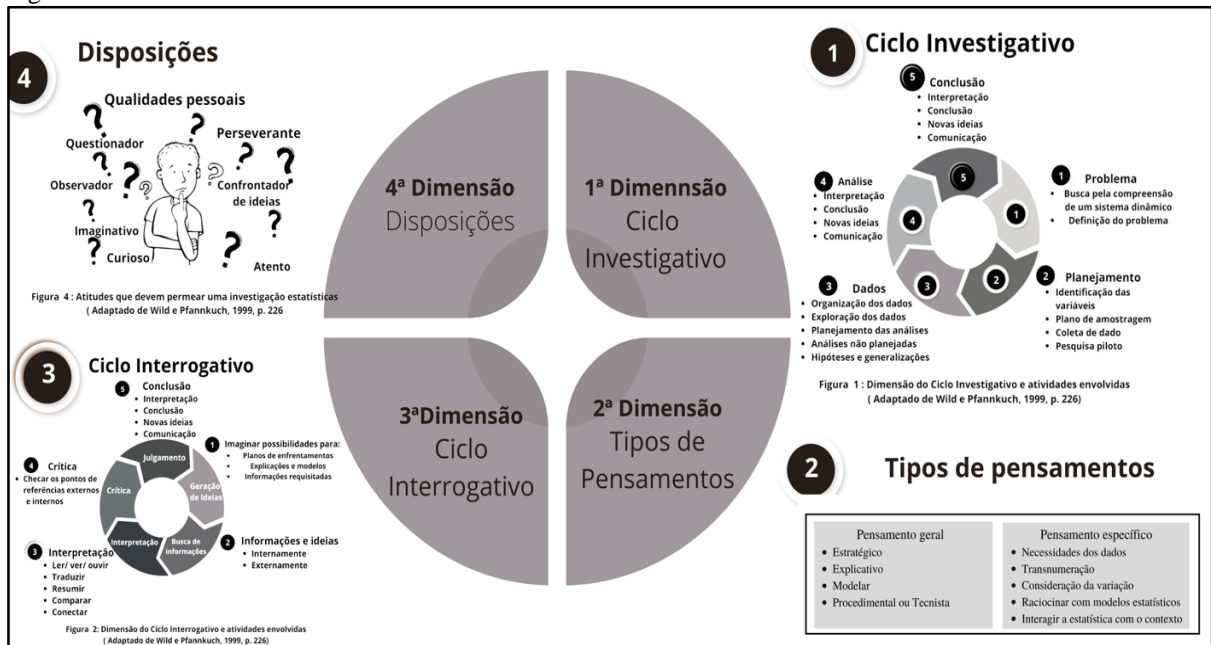 4
Disposições
Qualidades pessoais
Perseverante
Questionador
Observador
Confrontador
de ideias
Imaginativo
Curioso
Atento
Figura 4 : Atitudes que devem permear uma investigação estatísticas
( Adaptado de Wild e Pfannkuch, 1999, p. 226
4ª Dimensão
Disposições
1ª Dimennsão
Ciclo
Investigativo
3ªDimensão
Ciclo
Interrogativo
2ª Dimensão
Tipos de
Pensamentos
1
Ciclo Investigativo
5 Conclusão
• Interpretação
• Conclusão
• Novas ideias
• Comunicação
5
1
2
3
4
1 Problema
• Busca pela compreensão
de um sistema dinâmico
• Definição do problema
2 Planejamento
• Identificação das
variáveis
• Plano de amostragem
• Coleta de dado
• Pesquisa piloto
3 Dados
• Organização dos dados
• Exploração dos dados
• Planejamento das análises
• Análises não planejadas
• Hipóteses e generalizações
4 Análise
• Interpretação
• Conclusão
• Novas ideias
• Comunicação
Figura 1 : Dimensão do Ciclo Investigativo e atividades envolvidas
( Adaptado de Wild e Pfannkuch, 1999, p. 226)
3
Ciclo Interrogativo
5 Conclusão
• Interpretação
• Conclusão
• Novas ideias
• Comunicação
1 Imaginar possibilidades para:
• Planos de enfrentamentos
• Explicações e modelos
• Informações requisitadas
Julgamento
Geração
de Ideias
Busca de
informações
Interpretação
Crítica
2 Informações e ideias
• Internamente
• Externamente
3 Interpretação
• Ler/ ver/ ouvir
• Traduzir
• Resumir
• Comparar
• Conectar
4 Crítica
• Checar os pontos de
referências externos
e internos
Figura 2: Dimensão do Ciclo Interrogativo e atividades envolvidas
( Adaptado de Wild e Pfannkuch, 1999, p. 226)
2
Tipos de pensamentos
Pensamento geral
• Estratégico
• Explicativo
• Modelar
• Procedimental ou Tecnista
Pensamento específico
• Necessidades dos dados
• Transnumeração
• Consideração da variação
• Raciocinar com modelos estatísticos
• Interagir a estatística com o contexto